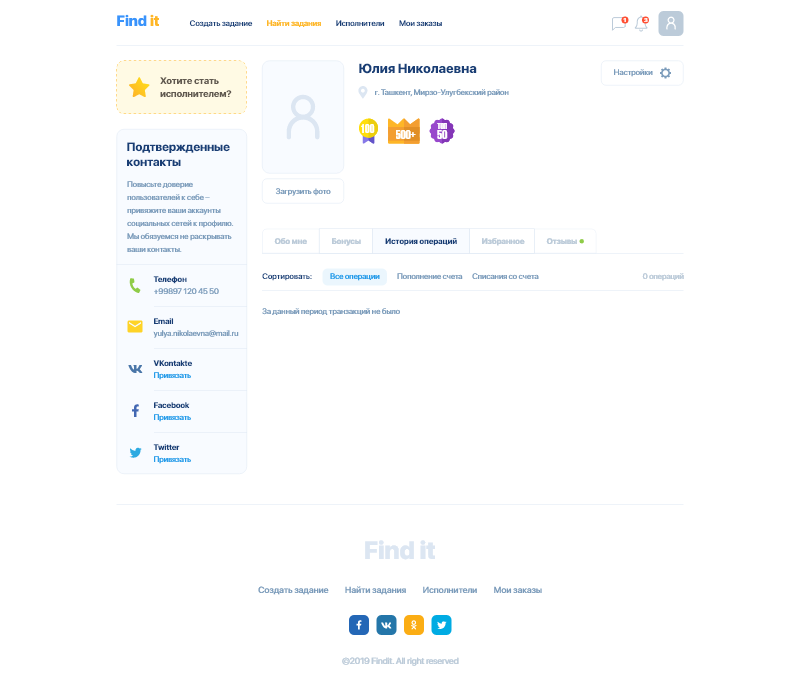 Find it
Создать задание
Найти задания
Исполнители
Мои заказы
1
3
Хотите стать
исполнителем?
Подтвержденные
контакты
Повысьте доверие
пользователей к себе –
привяжите ваши аккаунты
социальных сетей к профилю.
Мы обязуемся не раскрывать
ваши контакты.
Телефон
+99897 120 45 50
Email
yulya.nikolaevna@mail.ru
VKontakte
Привязать
Facebook
Привязать
Twitter
Привязать
Загрузить фото
Юлия Николаевна
г. Ташкент, Мирзо-Улугбекский район
100
500+
ТОП
50
Настройки
Обо мне
Бонусы
История операций
Избранное
Отзывы
Сортировать:
Все операции
Пополнение счета
Списания со счета
0 операций
За данный период транзакций не было
Find it
Создать задание
Найти задания
Исполнители
Мои заказы
©2019 Findit. All right reserved